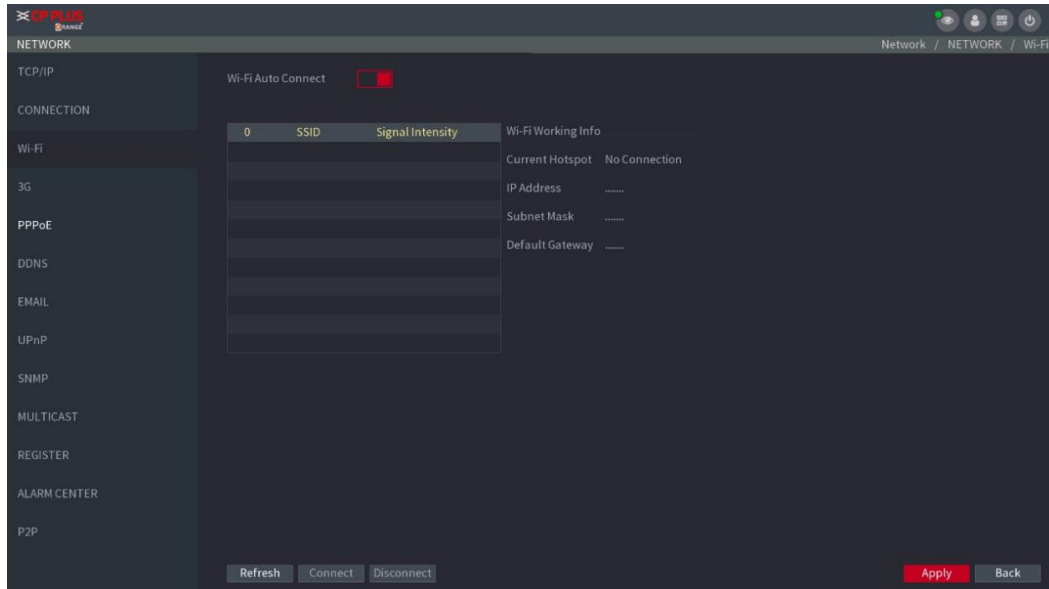 CP PLUS
ORANGE
NETWORK
Network / NETWORK / Wi-Fi
TCP/IP
CONNECTION
Wi-Fi
3G
PPPoE
DDNS
EMAIL
UPnP
SNMP
MULTICAST
REGISTER
ALARM CENTER
P2P
Wi-Fi Auto Connect
0 SSID Signal Intensity
Wi-Fi Working Info
Current Hotspot No Connection
IP Address .......
Subnet Mask .......
Default Gateway .......
Refresh Connect Disconnect
Apply Back